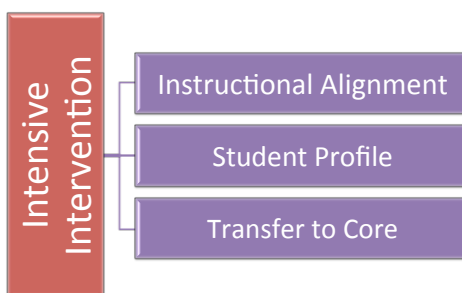 Intensive
Intervention
Instructional Alignment
Student Profile
Transfer to Core